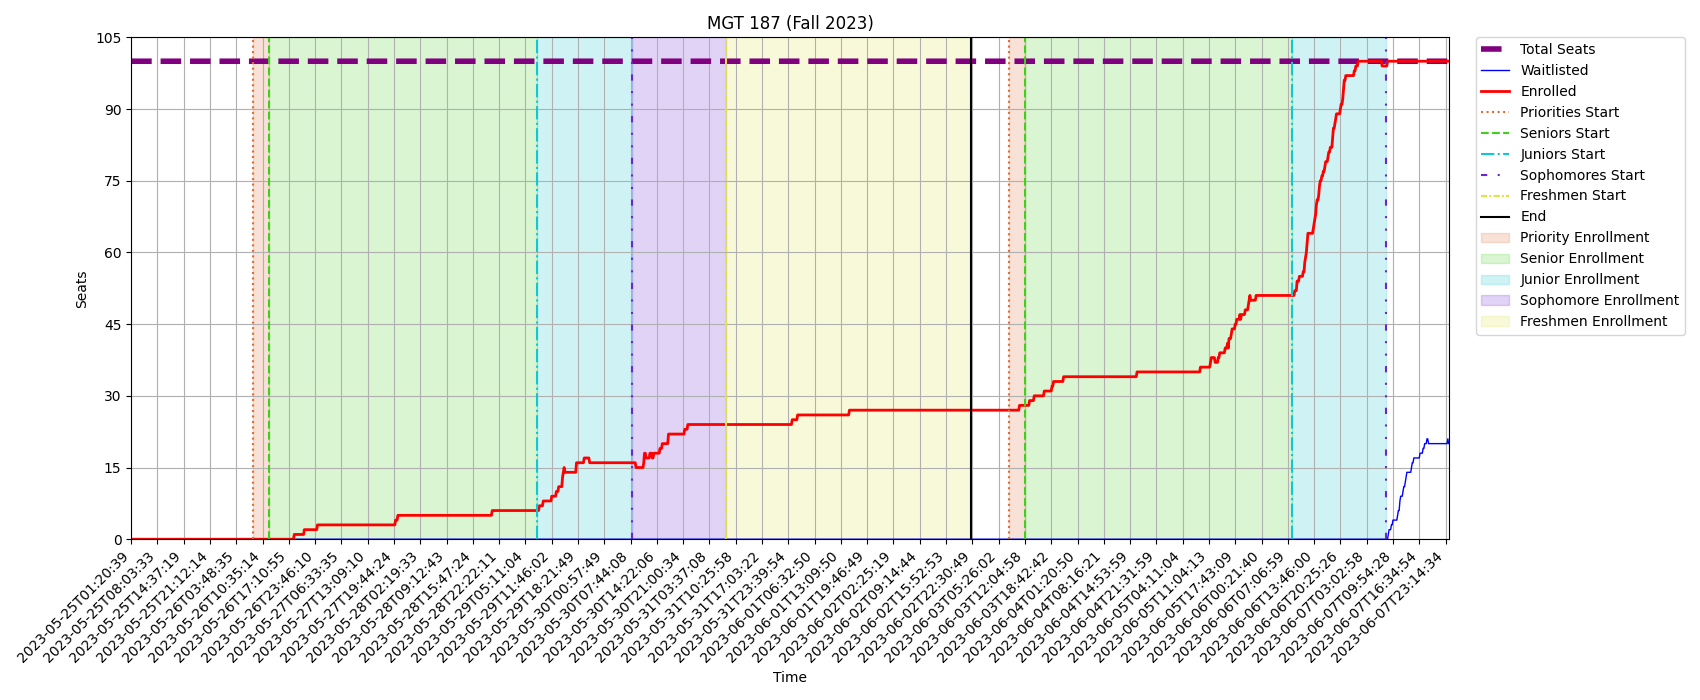 MGT 187 (Fall 2023)
105
90
75
60
45
30
15
0
Seats
2023-05-25T01:20:39
2023-05-25T08:03:33
2023-05-25T14:37:19
2023-05-25T21:12:14
2023-05-26T03:48:35
2023-05-26T10:35:14
2023-05-26T17:10:55
2023-05-26T23:46:10
2023-05-27T06:33:35
2023-05-27T13:09:10
2023-05-27T19:44:24
2023-05-28T02:19:33
2023-05-28T09:12:43
2023-05-28T15:47:24
2023-05-28T22:22:11
2023-05-29T05:11:04
2023-05-29T11:46:02
2023-05-29T18:21:49
2023-05-30T00:57:49
2023-05-30T07:44:08
2023-05-30T14:22:06
2023-05-30T21:00:34
2023-05-31T03:37:08
2023-05-31T10:25:58
2023-05-31T17:03:22
2023-05-31T23:39:54
2023-06-01T06:32:50
2023-06-01T13:09:50
2023-06-01T19:46:49
2023-06-02T02:25:19
2023-06-02T09:14:44
2023-06-02T15:52:53
2023-06-02T22:30:49
2023-06-03T05:26:02
2023-06-03T12:04:58
2023-06-03T18:42:42
2023-06-04T01:20:50
2023-06-04T08:16:21
2023-06-04T14:53:59
2023-06-04T21:31:59
2023-06-05T04:11:04
2023-06-05T11:04:13
2023-06-05T17:43:09
2023-06-06T00:21:40
2023-06-06T07:06:59
2023-06-06T13:46:00
2023-06-06T20:25:26
2023-06-07T03:02:58
2023-06-07T09:54:28
2023-06-07T16:34:54
2023-06-07T23:14:34
Time
Total Seats
Waitlisted
Enrolled
Priorities Start
Seniors Start
Juniors Start
Sophomores Start
Freshmen Start
End
Priority Enrollment
Senior Enrollment
Junior Enrollment
Sophomore Enrollment
Freshmen Enrollment